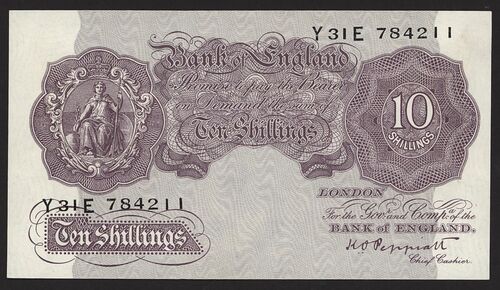 Y31E 784211
Bank of England
Promise to pay the Bearer
on Demand the sum of
Ten Shillings
10
SHILLINGS
LONDON
Y31E 784211
For the Gov.r and Comp.a of the
BANK OF ENGLAND.
Ten Shillings
K O Peppiatt
Chief Cashier.